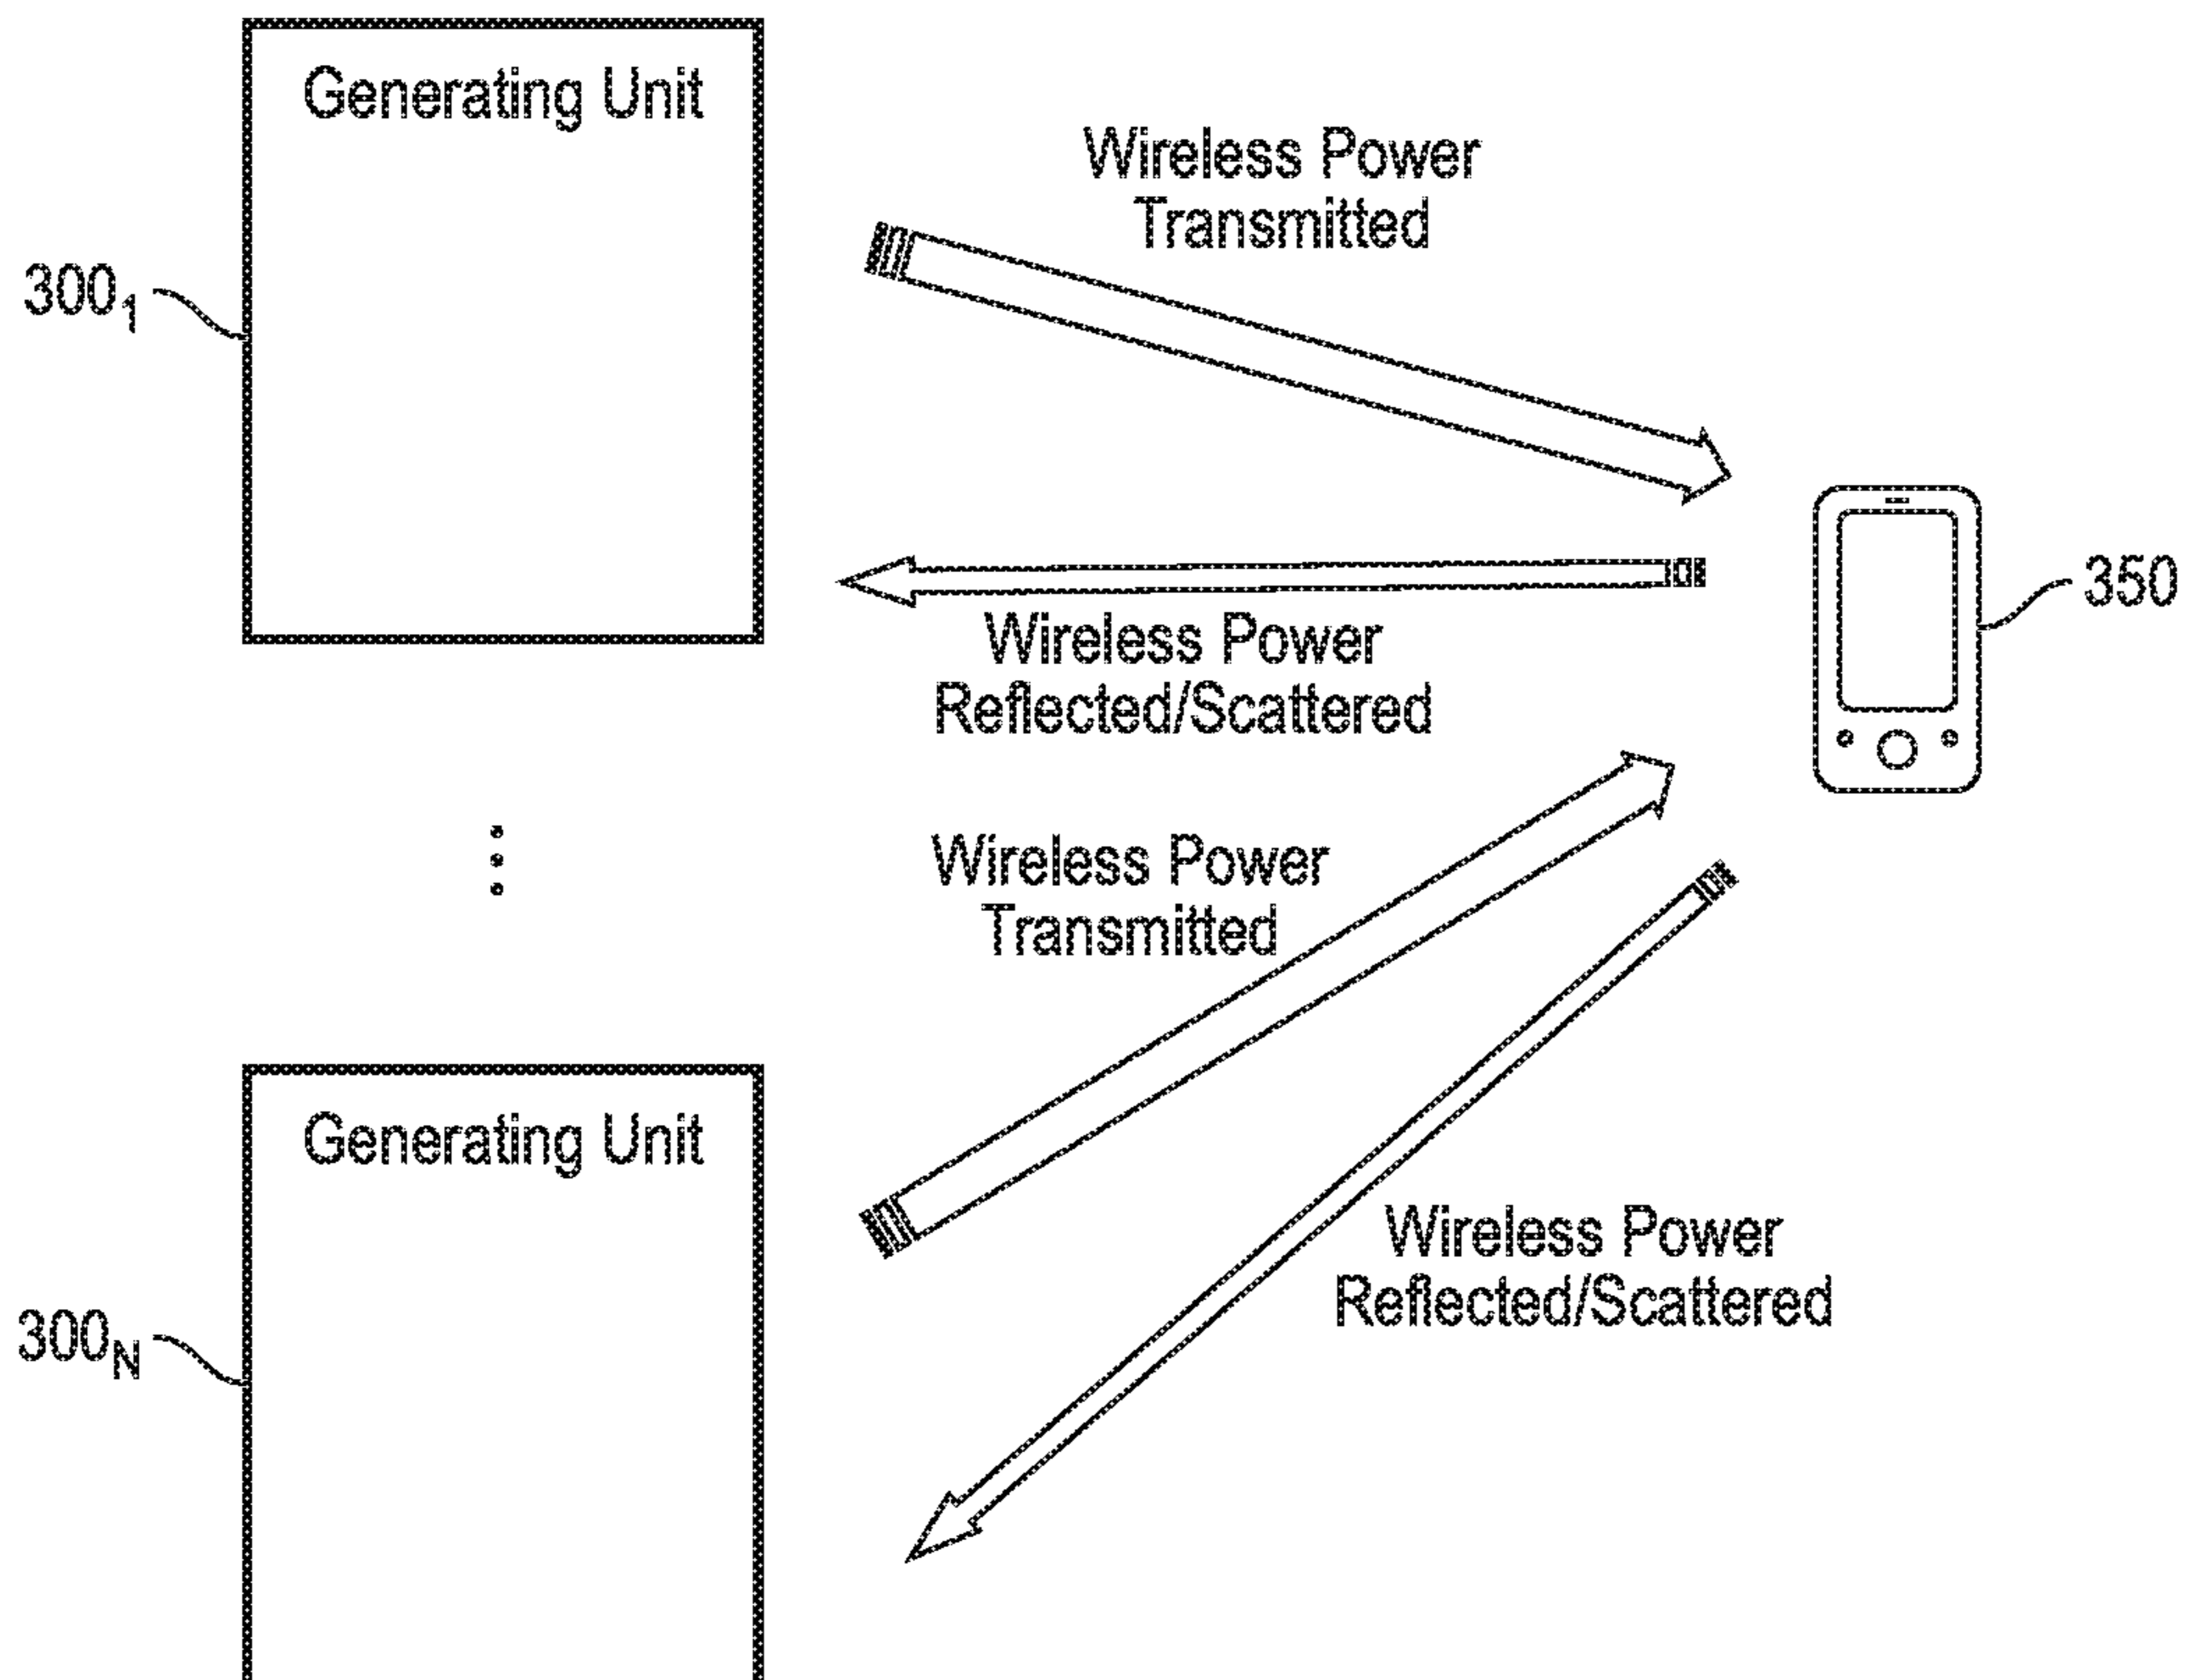 Generating Unit
Wireless Power
Transmitted
300₁
350
Wireless Power
Reflected/Scattered
Wireless Power
Transmitted
Generating Unit
Wireless Power
Reflected/Scattered
300_N